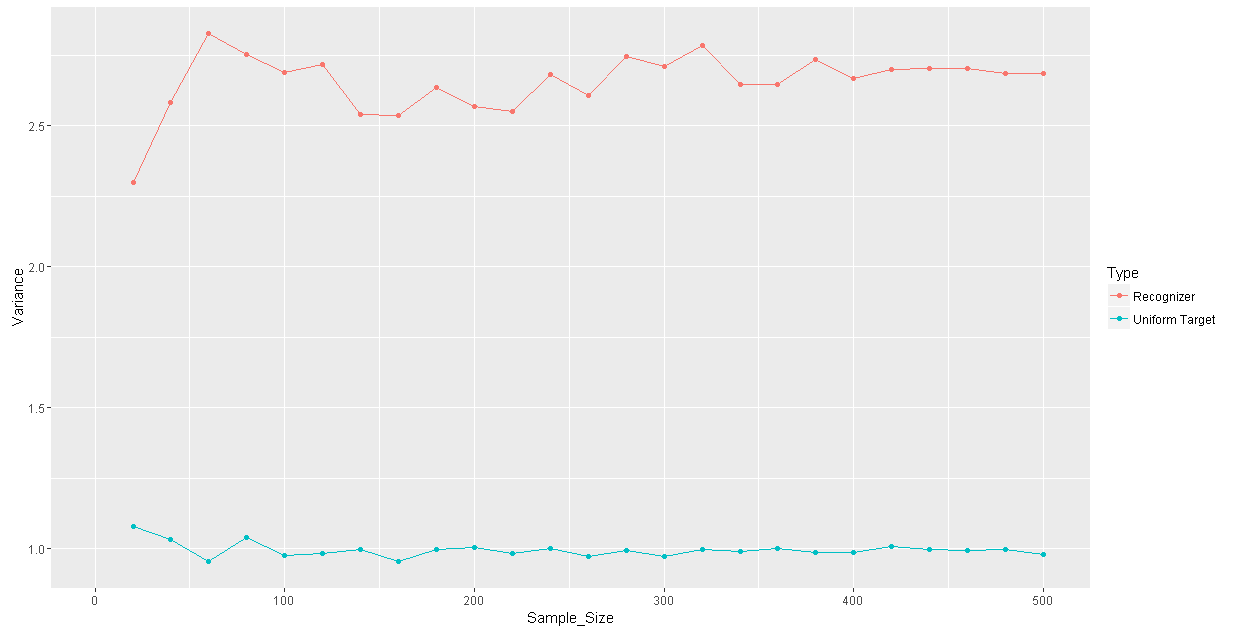 Variance
2.5
2.0
1.5
1.0
0 100 200 300 400 500
Sample_Size
Type
Recognizer
Uniform Target